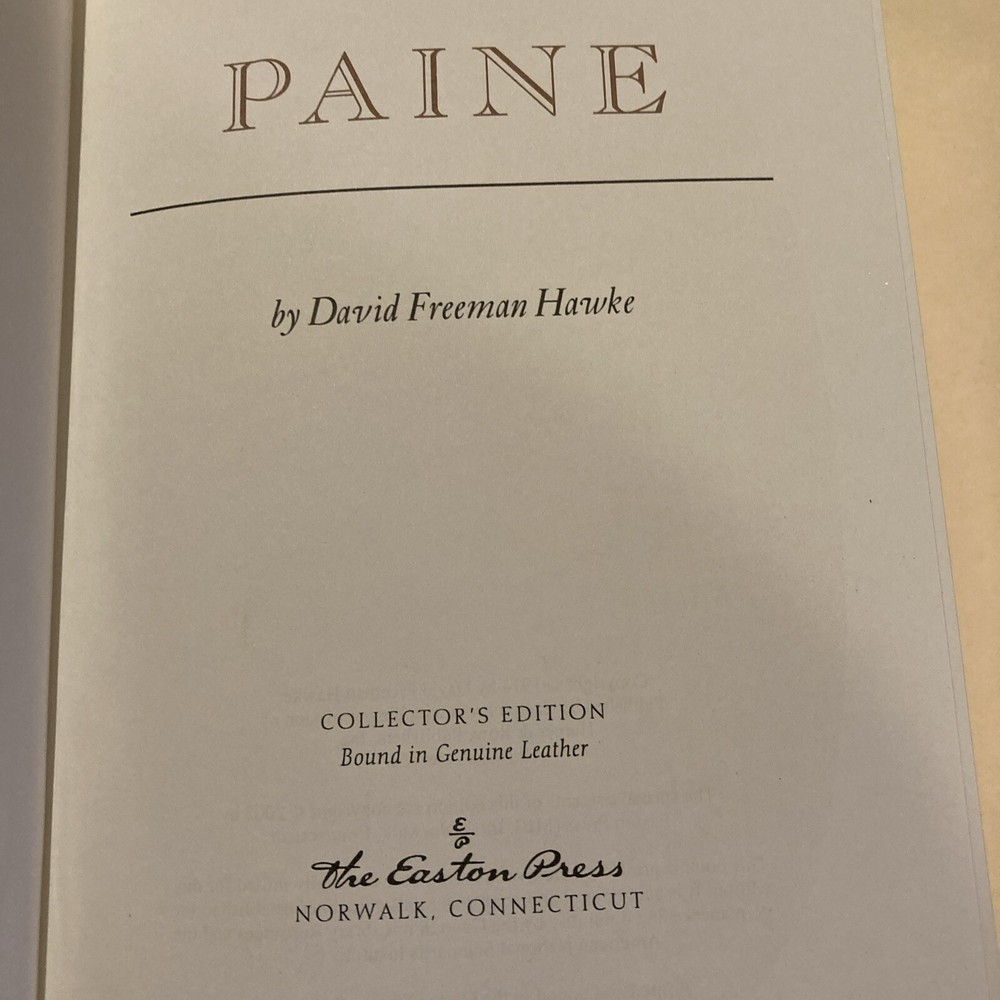 PAINE
by David Freeman Hawke
COLLECTOR'S EDITION
Bound in Genuine Leather
The Easton Press
NORWALK, CONNECTICUT